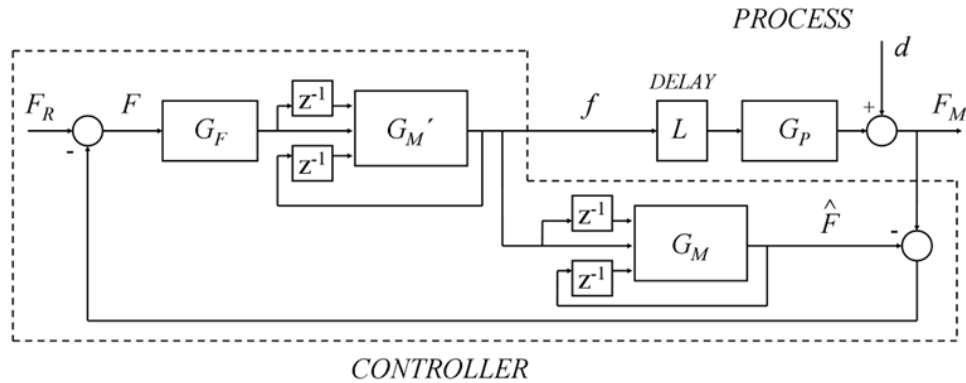 PROCESS
d
DELAY
F_R
F
G_F
z⁻¹
G_M´
z⁻¹
f
L
G_P
+
F_M
-
z⁻¹
G_M
z⁻¹
F̂
-
CONTROLLER